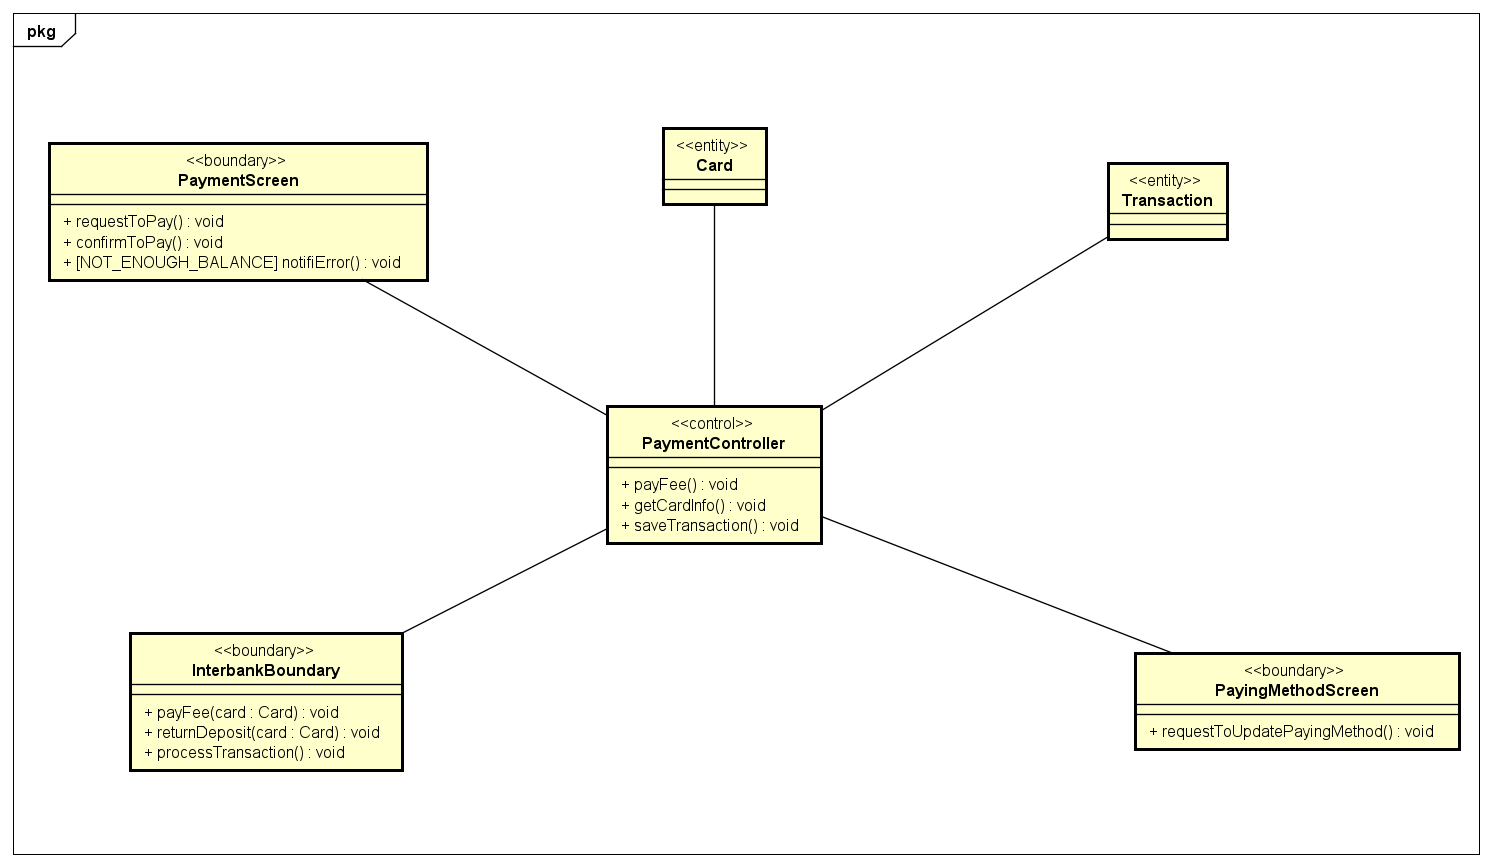 pkg
<<boundary>>
PaymentScreen
+ requestToPay() : void
+ confirmToPay() : void
+ [NOT_ENOUGH_BALANCE] notifiError() : void
<<entity>>
Card
<<entity>>
Transaction
<<control>>
PaymentController
+ payFee() : void
+ getCardInfo() : void
+ saveTransaction() : void
<<boundary>>
InterbankBoundary
+ payFee(card : Card) : void
+ returnDeposit(card : Card) : void
+ processTransaction() : void
<<boundary>>
PayingMethodScreen
+ requestToUpdatePayingMethod() : void